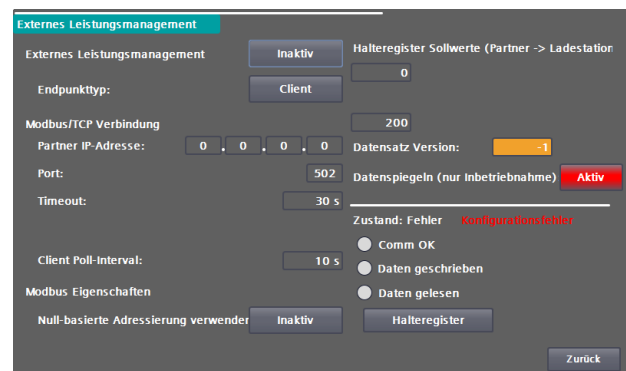 Externes Leistungsmanagement
Externes Leistungsmanagement Inaktiv
Endpunkttyp: Client
Modbus/TCP Verbindung
Partner IP-Adresse: 0 . 0 . 0 . 0
Port: 502
Timeout: 30 s
Client Poll-Interval: 10 s
Modbus Eigenschaften
Null-basierte Adressierung verwender Inaktiv
Halteregister Sollwerte (Partner -> Ladestation
0
200
Datensatz Version: -1
Datenspiegeln (nur Inbetriebnahme) Aktiv
Zustand: Fehler Konfigurationsfehler
Comm OK
Daten geschrieben
Daten gelesen
Halteregister
Zurück